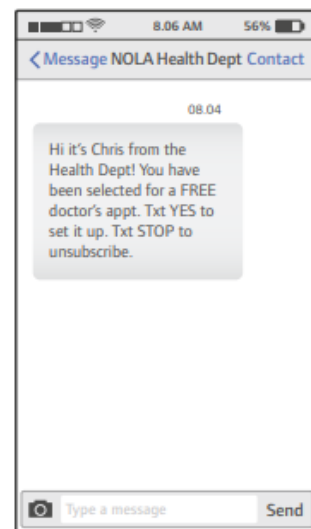 8.06 AM 56%
Message NOLA Health Dept Contact
08.04
Hi it's Chris from the
Health Dept! You have
been selected for a FREE
doctor's appt. Txt YES to
set it up. Txt STOP to
unsubscribe.
Type a message Send